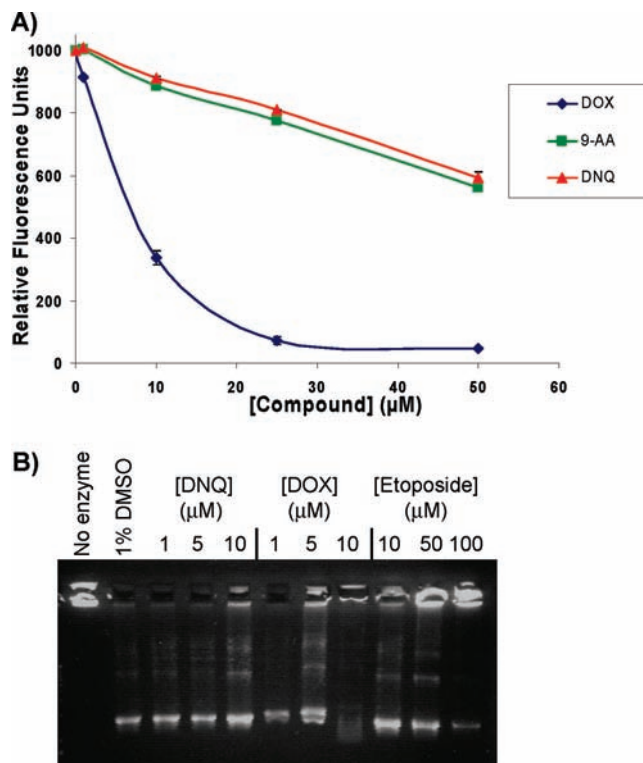 A)
Relative Fluorescence Units
1000
800
600
400
200
0
0 10 20 30 40 50 60
[Compound] (µM)
DOX
9-AA
DNQ
B)
No enzyme
1% DMSO
[DNQ] [DOX] [Etoposide]
(µM) (µM) (µM)
1 5 10 1 5 10 10 50 100